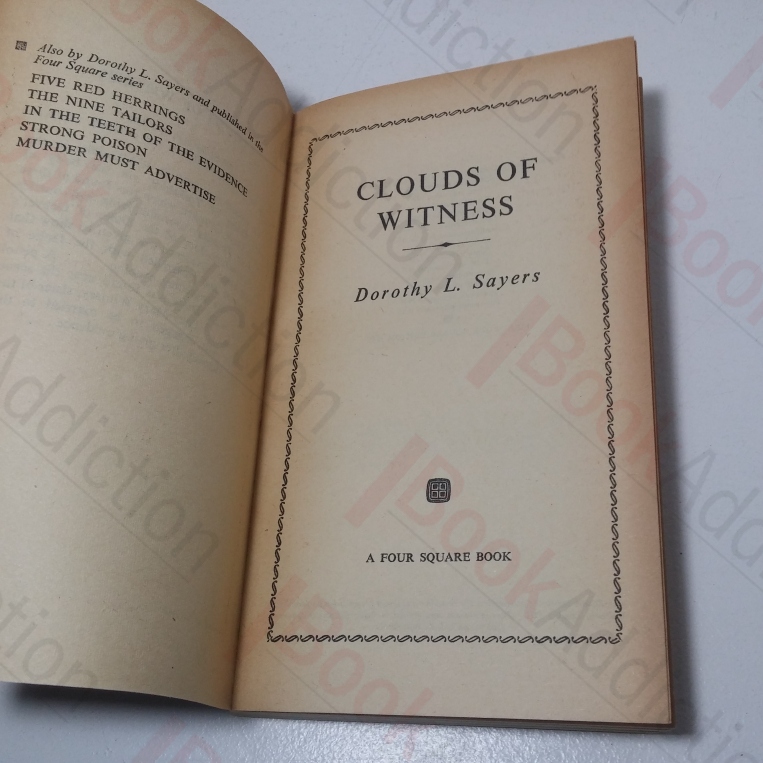 Also by Dorothy L. Sayers and published in the
Four Square series
FIVE RED HERRINGS
THE NINE TAILORS
IN THE TEETH OF THE EVIDENCE
STRONG POISON
MURDER MUST ADVERTISE
CLOUDS OF
WITNESS
Dorothy L. Sayers
A FOUR SQUARE BOOK
BookAddiction